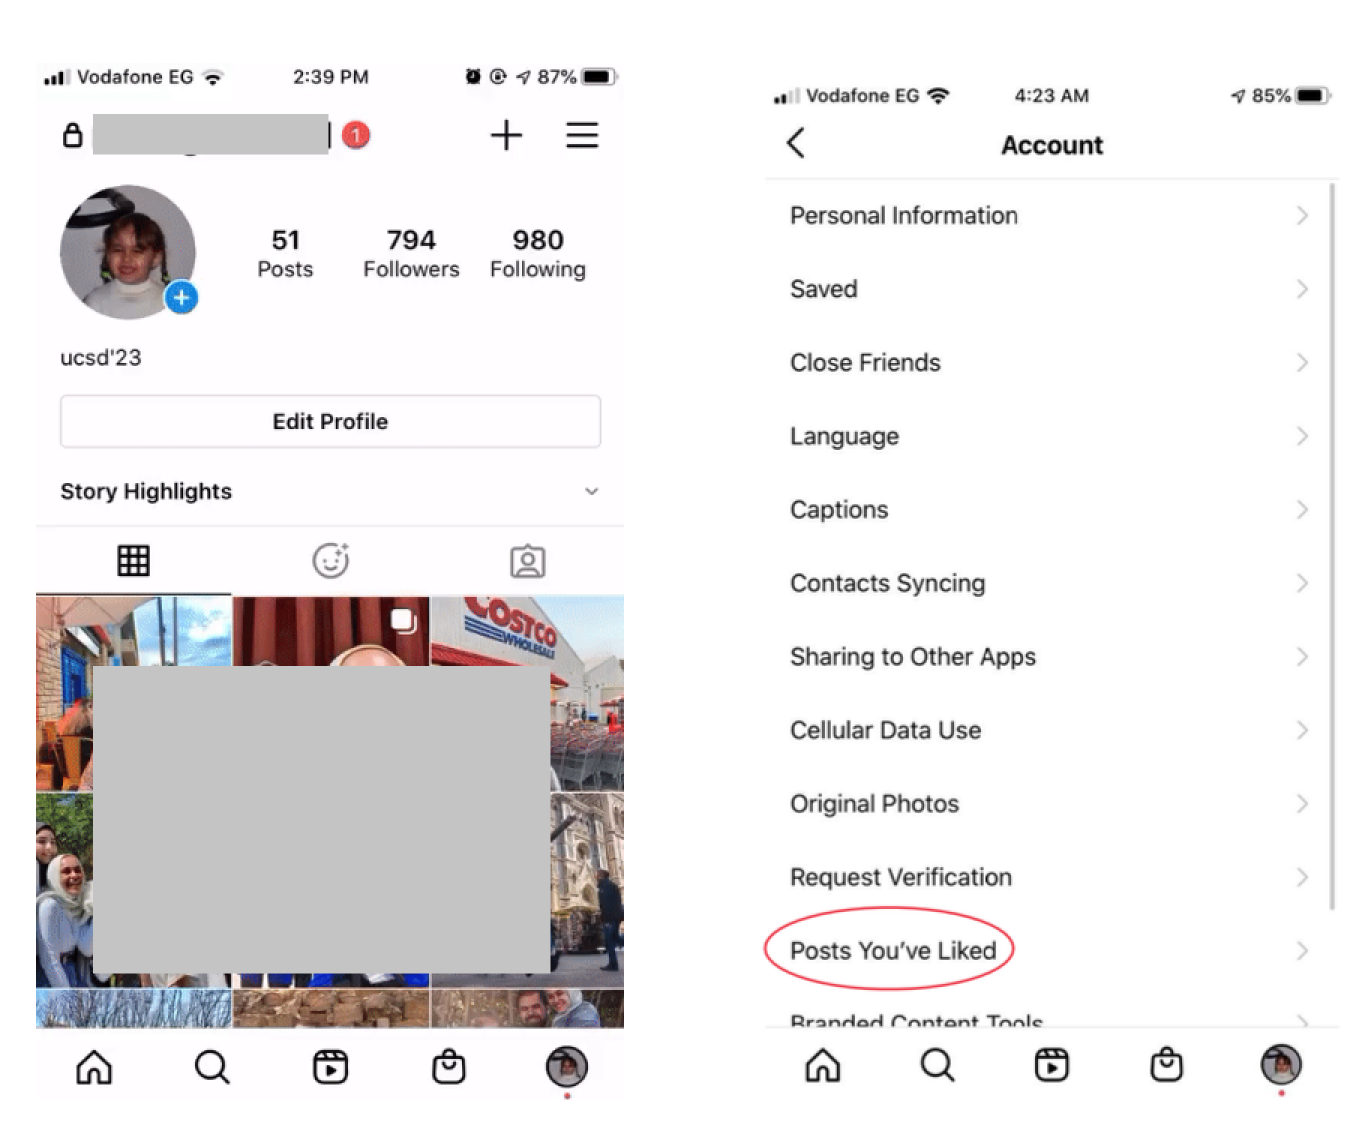 Vodafone EG 2:39 PM 87%
1
51 794 980
Posts Followers Following
ucsd'23
Edit Profile
Story Highlights
COSTCO
WHOLESALE
Vodafone EG 4:23 AM 85%
Account
Personal Information
Saved
Close Friends
Language
Captions
Contacts Syncing
Sharing to Other Apps
Cellular Data Use
Original Photos
Request Verification
Posts You've Liked
Branded Content Tools